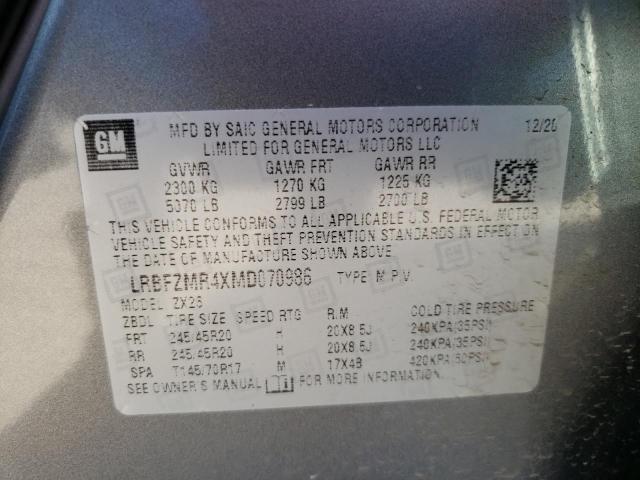 GM
MFD BY SAIC GENERAL MOTORS CORPORATION 12/20
LIMITED FOR GENERAL MOTORS LLC
GVWR GAWR FRT GAWR RR
2300 KG 1270 KG 1225 KG
5070 LB 2799 LB 2700 LB
THIS VEHICLE CONFORMS TO ALL APPLICABLE U.S. FEDERAL MOTOR
VEHICLE SAFETY AND THEFT PREVENTION STANDARDS IN EFFECT ON
THE DATE OF MANUFACTURE SHOWN ABOVE.
LRBFZMR4XMD070986 TYPE: M.P.V.
MODEL: ZX26
ZBDL TIRE SIZE SPEED RTG RIM COLD TIRE PRESSURE
FRT 245/45R20 H 20X8.5J 240KPA(35PSI)
RR 245/45R20 H 20X8.5J 240KPA(35PSI)
SPA T145/70R17 M 17X4B 420KPA(60PSI)
SEE OWNER'S MANUAL FOR MORE INFORMATION.